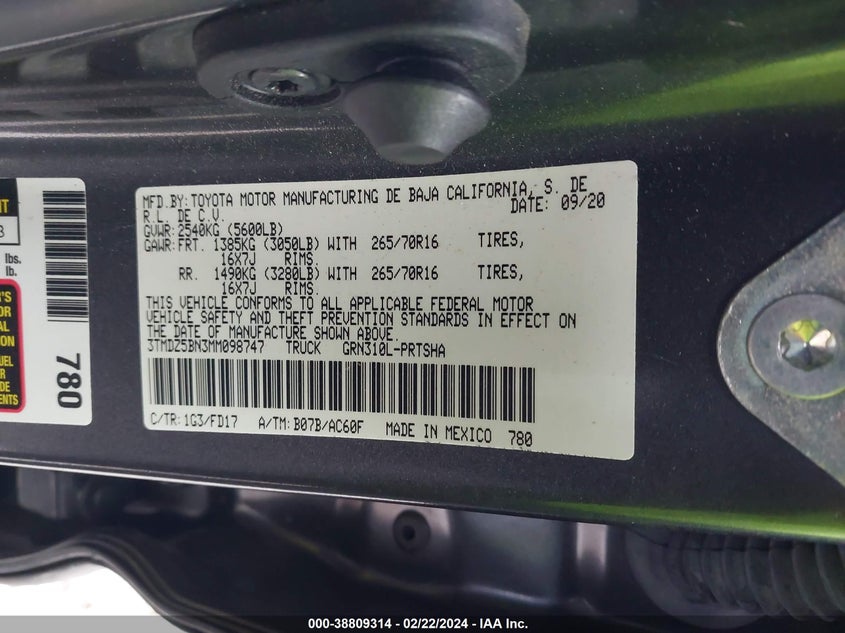 MFD.BY:TOYOTA MOTOR MANUFACTURING DE BAJA CALIFORNIA, S. DE
R.L. DE C.V. DATE: 09/20
GVWR:2540KG (5600LB)
GAWR:FRT. 1385KG (3050LB) WITH 265/70R16 TIRES,
16X7J RIMS.
RR. 1490KG (3280LB) WITH 265/70R16 TIRES,
16X7J RIMS.
THIS VEHICLE CONFORMS TO ALL APPLICABLE FEDERAL MOTOR
VEHICLE SAFETY AND THEFT PREVENTION STANDARDS IN EFFECT ON
THE DATE OF MANUFACTURE SHOWN ABOVE.
3TMDZ5BN3MM098747 TRUCK GRN310L-PRTSHA
C/TR:1G3/FD17 A/TM:B07B/AC60F MADE IN MEXICO 780
lbs.
lb.
780
000-38809314 - 02/22/2024 - IAA Inc.